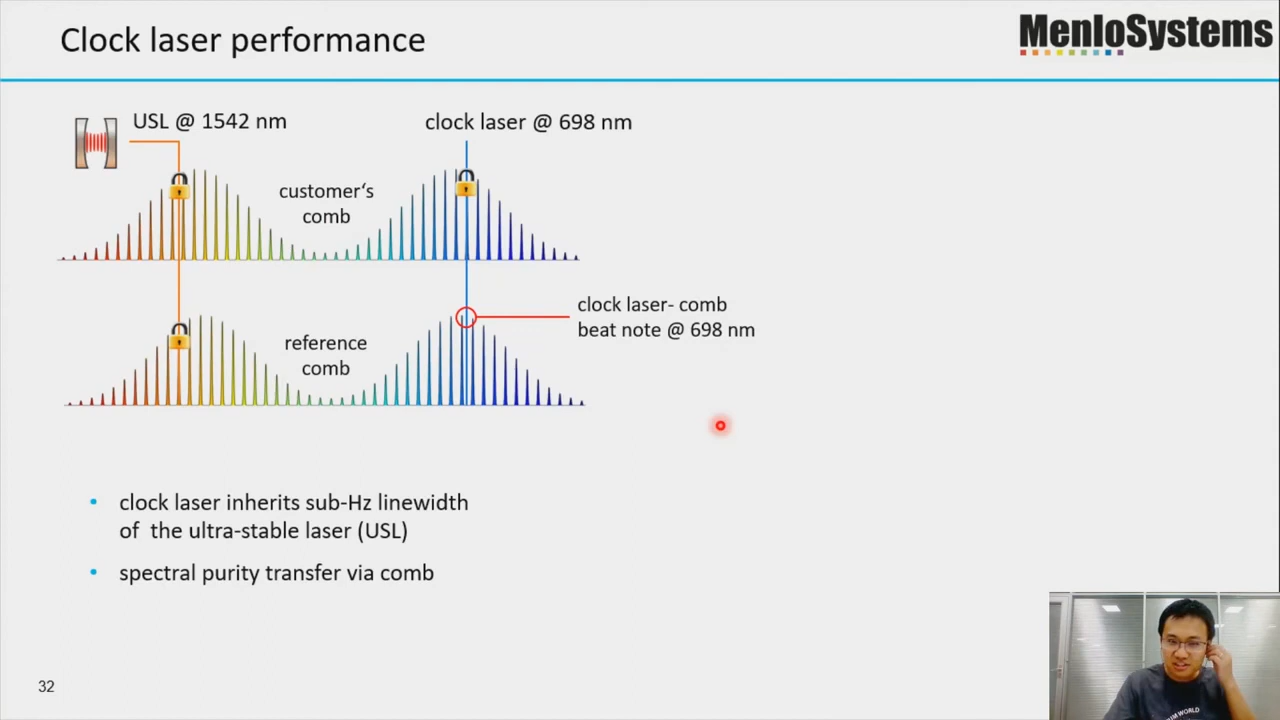 Clock laser performance
MenloSystems
USL @ 1542 nm
clock laser @ 698 nm
customer‘s
comb
clock laser- comb
beat note @ 698 nm
reference
comb
• clock laser inherits sub-Hz linewidth
of the ultra-stable laser (USL)
• spectral purity transfer via comb
32
WORLD